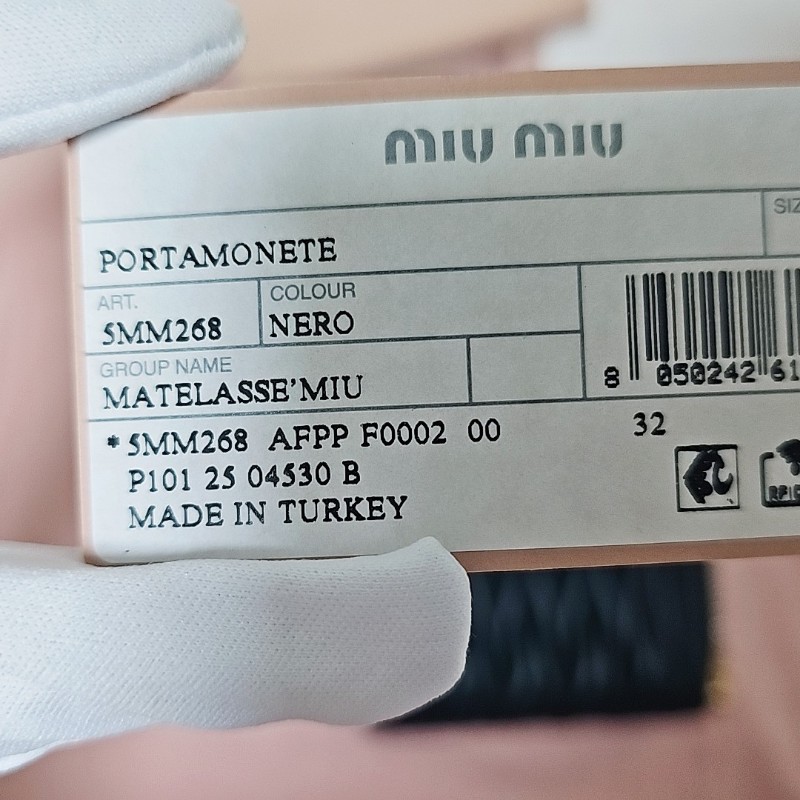 MIU MIU
PORTAMONETE
ART.
5MM268
COLOUR
NERO
GROUP NAME
MATELASSE'MIU
8 050242 61
* 5MM268 AFPP F0002 00 32
P101 25 04530 B
MADE IN TURKEY
RFID